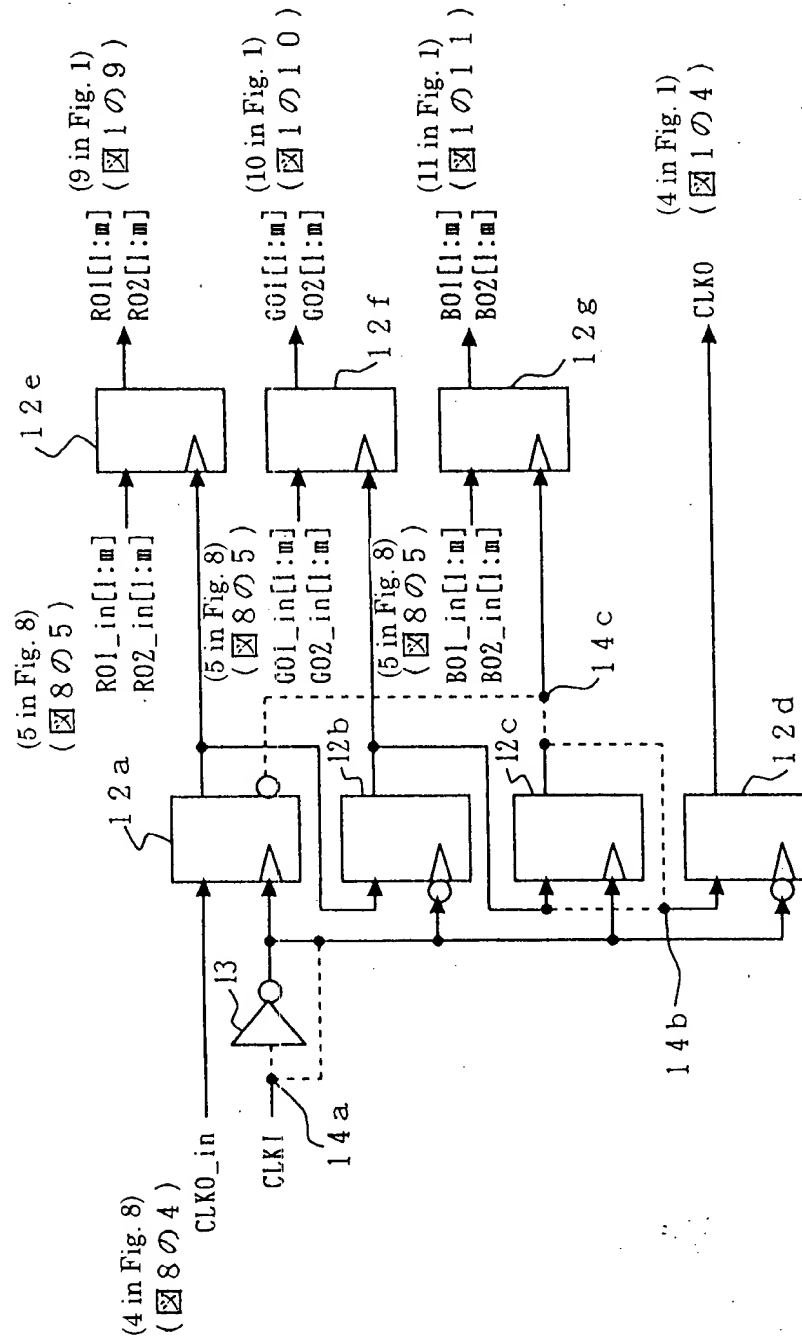 (4 in Fig. 8)
(図8の4)
CLKO_in
CLKI
14a
13
(5 in Fig. 8)
(図8の5)
12a
12b
12c
12d
14b
14c
RO1_in[1:m]
RO2_in[1:m]
(5 in Fig. 8)
(図8の5)
GO1_in[1:m]
GO2_in[1:m]
(5 in Fig. 8)
(図8の5)
BO1_in[1:m]
BO2_in[1:m]
12e
12f
12g
RO1[1:m]
RO2[1:m]
(9 in Fig. 1)
(図1の9)
GO1[1:m]
GO2[1:m]
(10 in Fig. 1)
(図1の10)
BO1[1:m]
BO2[1:m]
(11 in Fig. 1)
(図1の11)
CLKO
(4 in Fig. 1)
(図1の4)